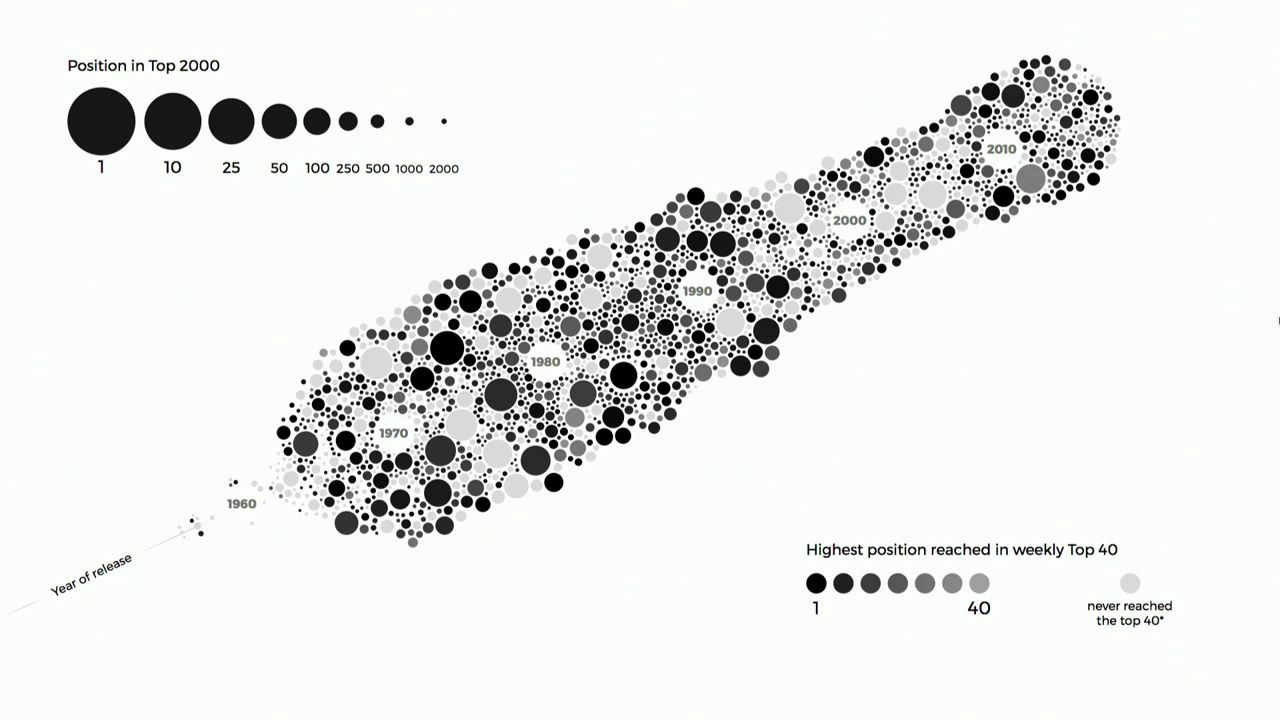 Position in Top 2000
1 10 25 50 100 250 500 1000 2000
2010
2000
1990
1980
1970
1960
Year of release
Highest position reached in weekly Top 40
1 40
never reached
the top 40*